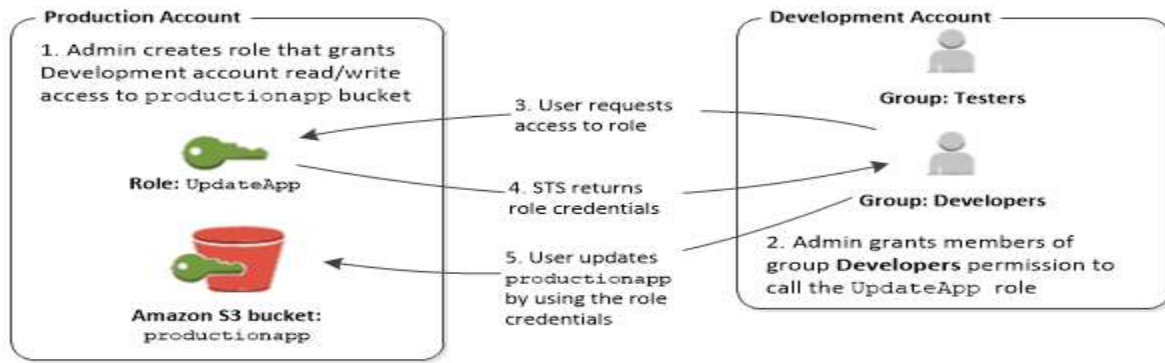 Production Account
1. Admin creates role that grants
Development account read/write
access to productionapp bucket
Role: UpdateApp
Amazon S3 bucket:
productionapp
3. User requests
access to role
4. STS returns
role credentials
5. User updates
productionapp
by using the role
credentials
Development Account
Group: Testers
Group: Developers
2. Admin grants members of
group Developers permission to
call the UpdateApp role